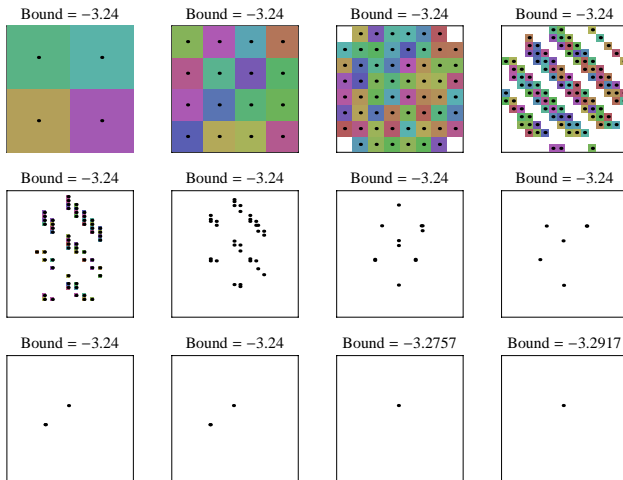 Bound = −3.24
Bound = −3.24
Bound = −3.24
Bound = −3.24
Bound = −3.24
Bound = −3.24
Bound = −3.24
Bound = −3.24
Bound = −3.24
Bound = −3.24
Bound = −3.2757
Bound = −3.2917